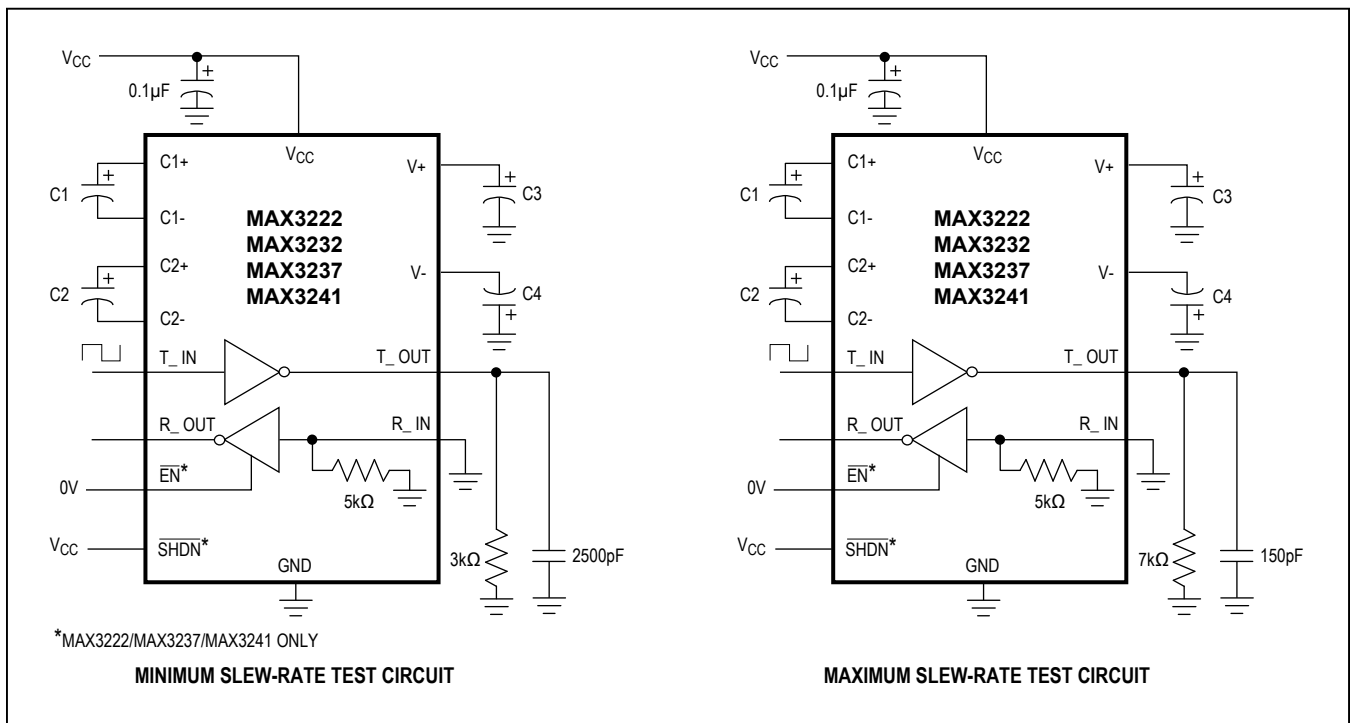 VCC
0.1µF
+
VCC
C1+
C1
+
C1-
V+
+
C3
MAX3222
MAX3232
MAX3237
MAX3241
C2+
C2
+
C2-
V-
C4
+
T_ IN
T_ OUT
R_ OUT
R_ IN
EN*
0V
5kΩ
VCC
SHDN*
GND
3kΩ
2500pF
*MAX3222/MAX3237/MAX3241 ONLY
MINIMUM SLEW-RATE TEST CIRCUIT
VCC
0.1µF
+
VCC
C1+
C1
+
C1-
V+
+
C3
MAX3222
MAX3232
MAX3237
MAX3241
C2+
C2
+
C2-
V-
C4
+
T_ IN
T_ OUT
R_ OUT
R_ IN
EN*
0V
5kΩ
VCC
SHDN*
GND
7kΩ
150pF
MAXIMUM SLEW-RATE TEST CIRCUIT